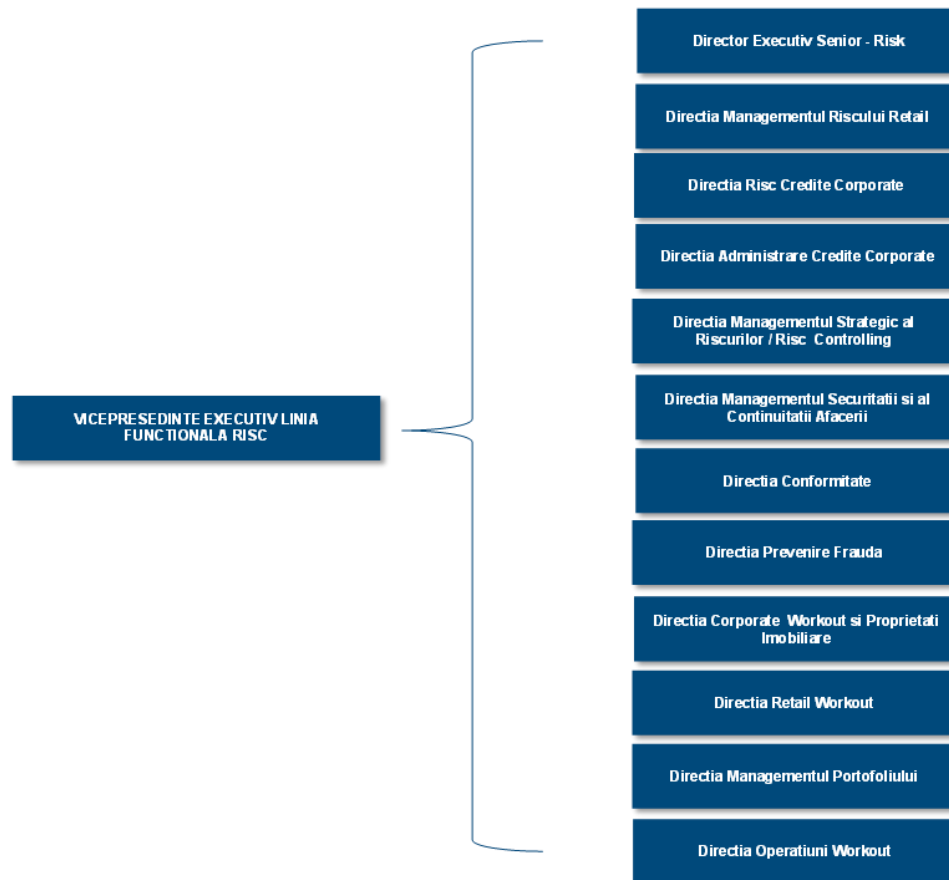 Director Executiv Senior - Risk
Directia Managementul Riscului Retail
Directia Risc Credite Corporate
Directia Administrare Credite Corporate
Directia Managementul Strategic al
Riscurilor / Risc Controlling
VICEPRESEDINTE EXECUTIV LINIA
FUNCTIONALA RISC
Directia Managementul Securitatii si al
Continuitatii Afacerii
Directia Conformitate
Directia Prevenire Frauda
Directia Corporate Workout si Proprietati
Imobiliare
Directia Retail Workout
Directia Managementul Portofoliului
Directia Operatiuni Workout